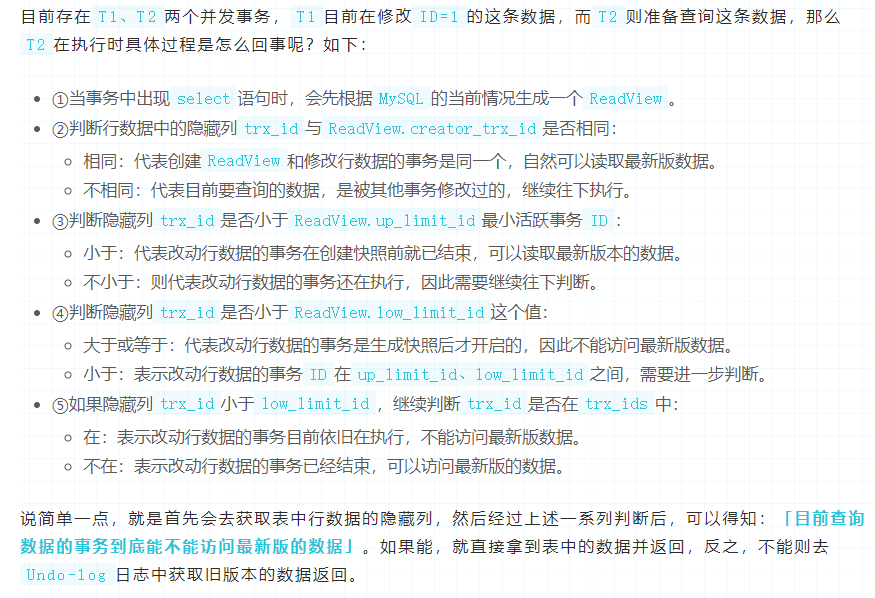 目前存在 T1、T2 两个并发事务， T1 目前在修改 ID=1 的这条数据，而 T2 则准备查询这条数据，那么
T2 在执行时具体过程是怎么回事呢？如下：
• ①当事务中出现 select 语句时，会先根据 MySQL 的当前情况生成一个 ReadView 。
• ②判断行数据中的隐藏列 trx_id 与 ReadView.creator_trx_id 是否相同：
◦ 相同：代表创建 ReadView 和修改行数据的事务是同一个，自然可以读取最新版数据。
◦ 不相同：代表目前要查询的数据，是被其他事务修改过的，继续往下执行。
• ③判断隐藏列 trx_id 是否小于 ReadView.up_limit_id 最小活跃事务 ID ：
◦ 小于：代表改动行数据的事务在创建快照前就已结束，可以读取最新版本的数据。
◦ 不小于：则代表改动行数据的事务还在执行，因此需要继续往下判断。
• ④判断隐藏列 trx_id 是否小于 ReadView.low_limit_id 这个值：
◦ 大于或等于：代表改动行数据的事务是生成快照后才开启的，因此不能访问最新版数据。
◦ 小于：表示改动行数据的事务 ID 在 up_limit_id、low_limit_id 之间，需要进一步判断。
• ⑤如果隐藏列 trx_id 小于 low_limit_id ，继续判断 trx_id 是否在 trx_ids 中：
◦ 在：表示改动行数据的事务目前依旧在执行，不能访问最新版数据。
◦ 不在：表示改动行数据的事务已经结束，可以访问最新版的数据。
说简单一点，就是首先会去获取表中行数据的隐藏列，然后经过上述一系列判断后，可以得知：「目前查询
数据的事务到底能不能访问最新版的数据」。如果能，就直接拿到表中的数据并返回，反之，不能则去
Undo-log 日志中获取旧版本的数据返回。